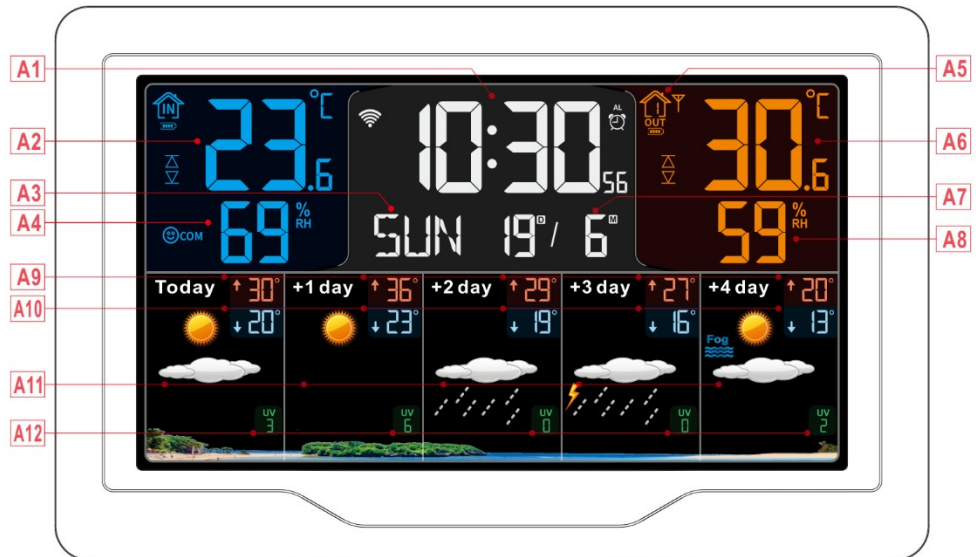 A1
A2
A3
A4
A5
A6
A7
A8
A9
A10
A11
A12
IN
23.6 °C
69 % RH
COM
10:30 56
AL
SUN 19 D / 6 M
OUT
30.6 °C
59 % RH
Today ↑ 30° ↓ 20°
UV 3
+1 day ↑ 36° ↓ 23°
UV 6
+2 day ↑ 29° ↓ 19°
UV 0
+3 day ↑ 27° ↓ 16°
UV 0
+4 day ↑ 20° ↓ 13°
Fog
UV 2